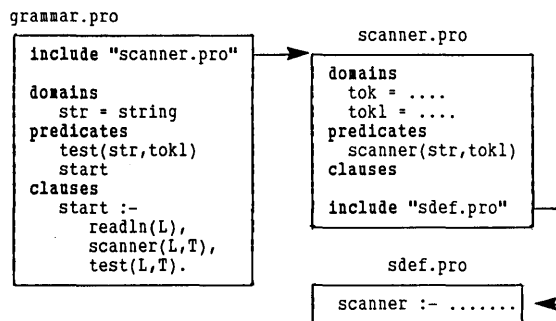 grammar.pro
include "scanner.pro"
domains
str = string
predicates
test(str,tokl)
start
clauses
start :-
readln(L),
scanner(L,T),
test(L,T).
scanner.pro
domains
tok = ....
tokl = ....
predicates
scanner(str,tokl)
clauses
include "sdef.pro"
sdef.pro
scanner :- .......